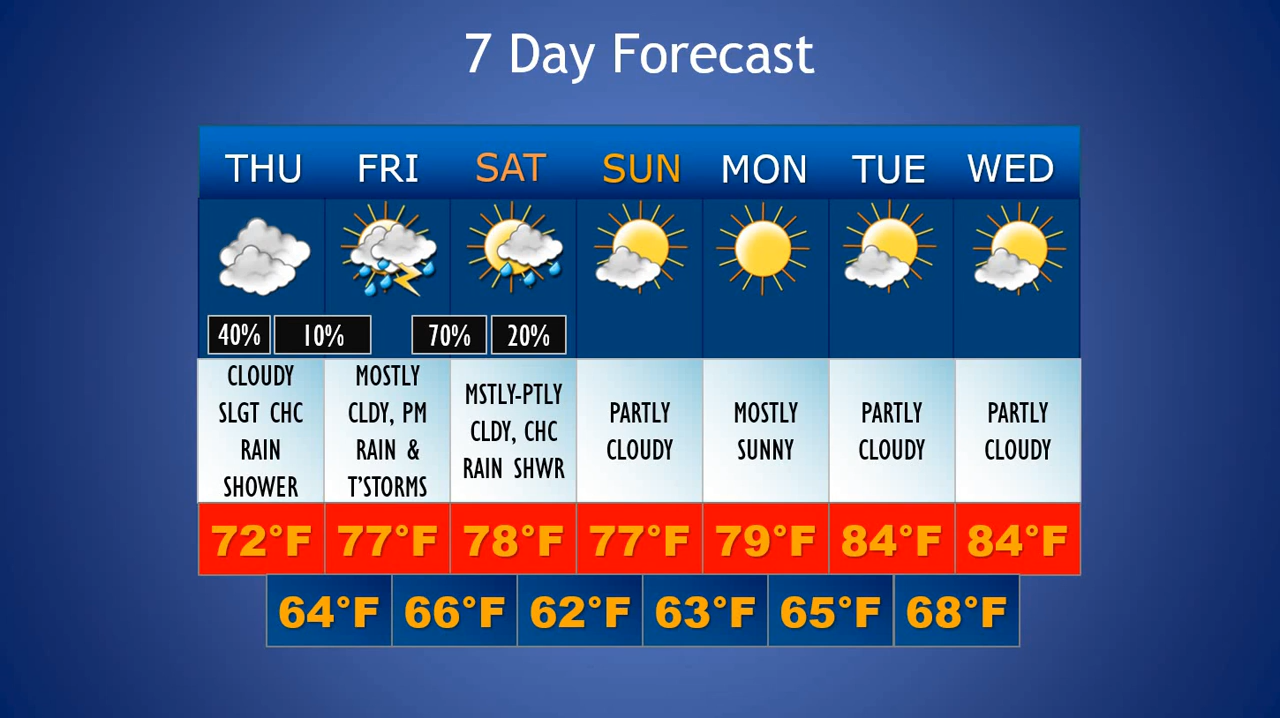 7 Day Forecast
THU FRI SAT SUN MON TUE WED
40% 10% 70% 20%
CLOUDY
SLGT CHC
RAIN
SHOWER
MOSTLY
CLDY, PM
RAIN &
T'STORMS
MSTLY-PTLY
CLDY, CHC
RAIN SHWR
PARTLY
CLOUDY
MOSTLY
SUNNY
PARTLY
CLOUDY
PARTLY
CLOUDY
72°F 77°F 78°F 77°F 79°F 84°F 84°F
64°F 66°F 62°F 63°F 65°F 68°F